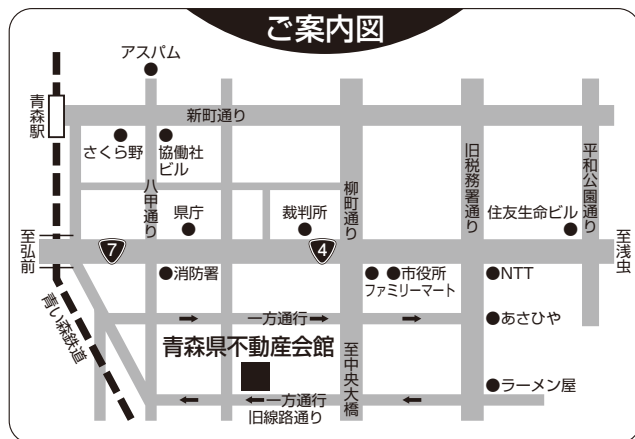 ご案内図
アスパム
青森駅
新町通り
さくら野
協働社
ビル
八甲通り
柳町通り
旧税務署通り
平和公園通り
県庁
裁判所
住友生命ビル
至弘前
7
4
至浅虫
消防署
市役所
ファミリーマート
NTT
青い森鉄道
一方通行
あさひや
青森県不動産会館
至中央大橋
ラーメン屋
一方通行
旧線路通り